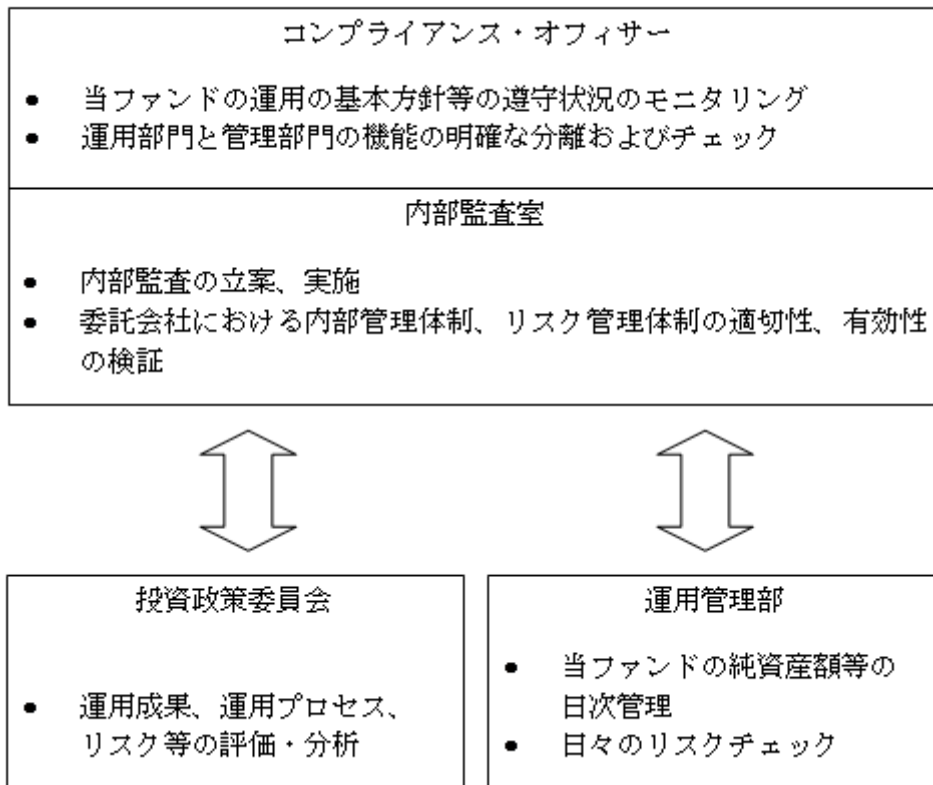 コンプライアンス・オフィサー
● 当ファンドの運用の基本方針等の遵守状況のモニタリング
● 運用部門と管理部門の機能の明確な分離およびチェック
内部監査室
● 内部監査の立案、実施
● 委託会社における内部管理体制、リスク管理体制の適切性、有効性
の検証
投資政策委員会
● 運用成果、運用プロセス、
リスク等の評価・分析
運用管理部
● 当ファンドの純資産額等の
日次管理
● 日々のリスクチェック